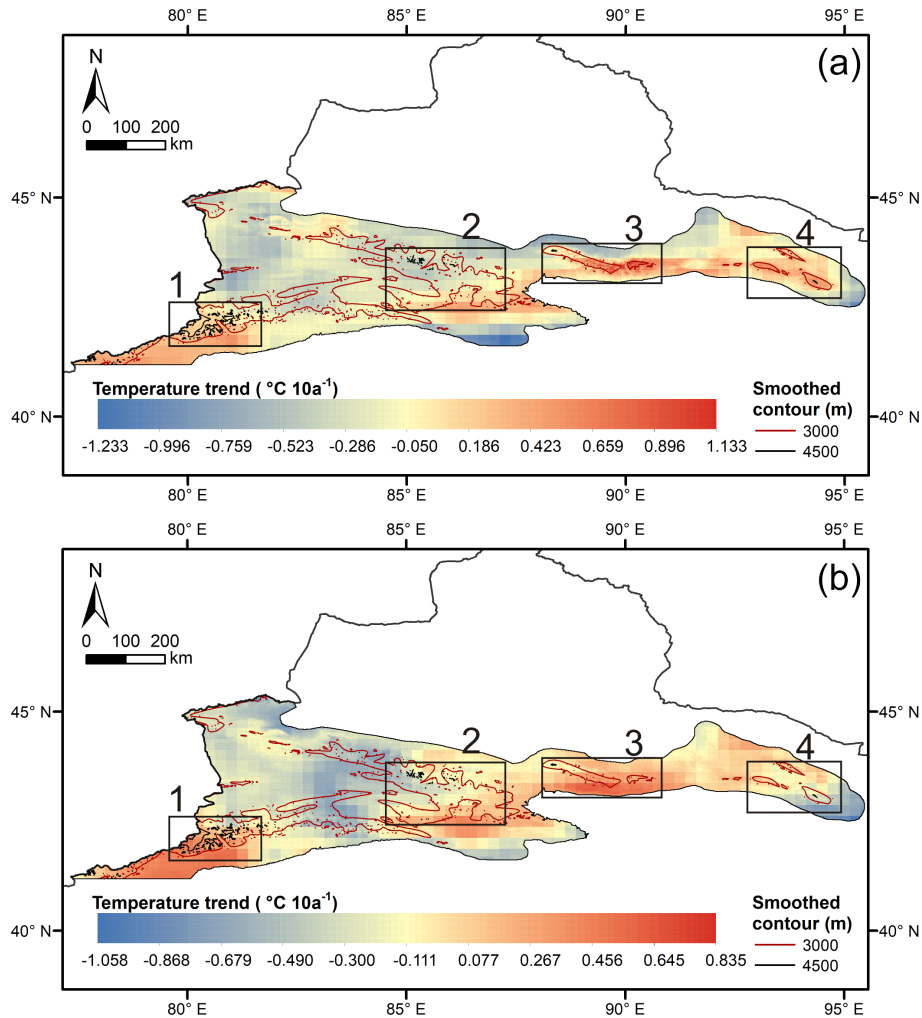 80° E 85° E 90° E 95° E
(a)
N
0 100 200
km
45° N 45° N
1 2 3 4
Temperature trend ( °C 10a⁻¹)
-1.233 -0.996 -0.759 -0.523 -0.286 -0.050 0.186 0.423 0.659 0.896 1.133
Smoothed
contour (m)
3000
4500
40° N 40° N
80° E 85° E 90° E 95° E
(b)
N
0 100 200
km
45° N 45° N
1 2 3 4
Temperature trend ( °C 10a⁻¹)
-1.058 -0.868 -0.679 -0.490 -0.300 -0.111 0.077 0.267 0.456 0.645 0.835
Smoothed
contour (m)
3000
4500
40° N 40° N
80° E 85° E 90° E 95° E